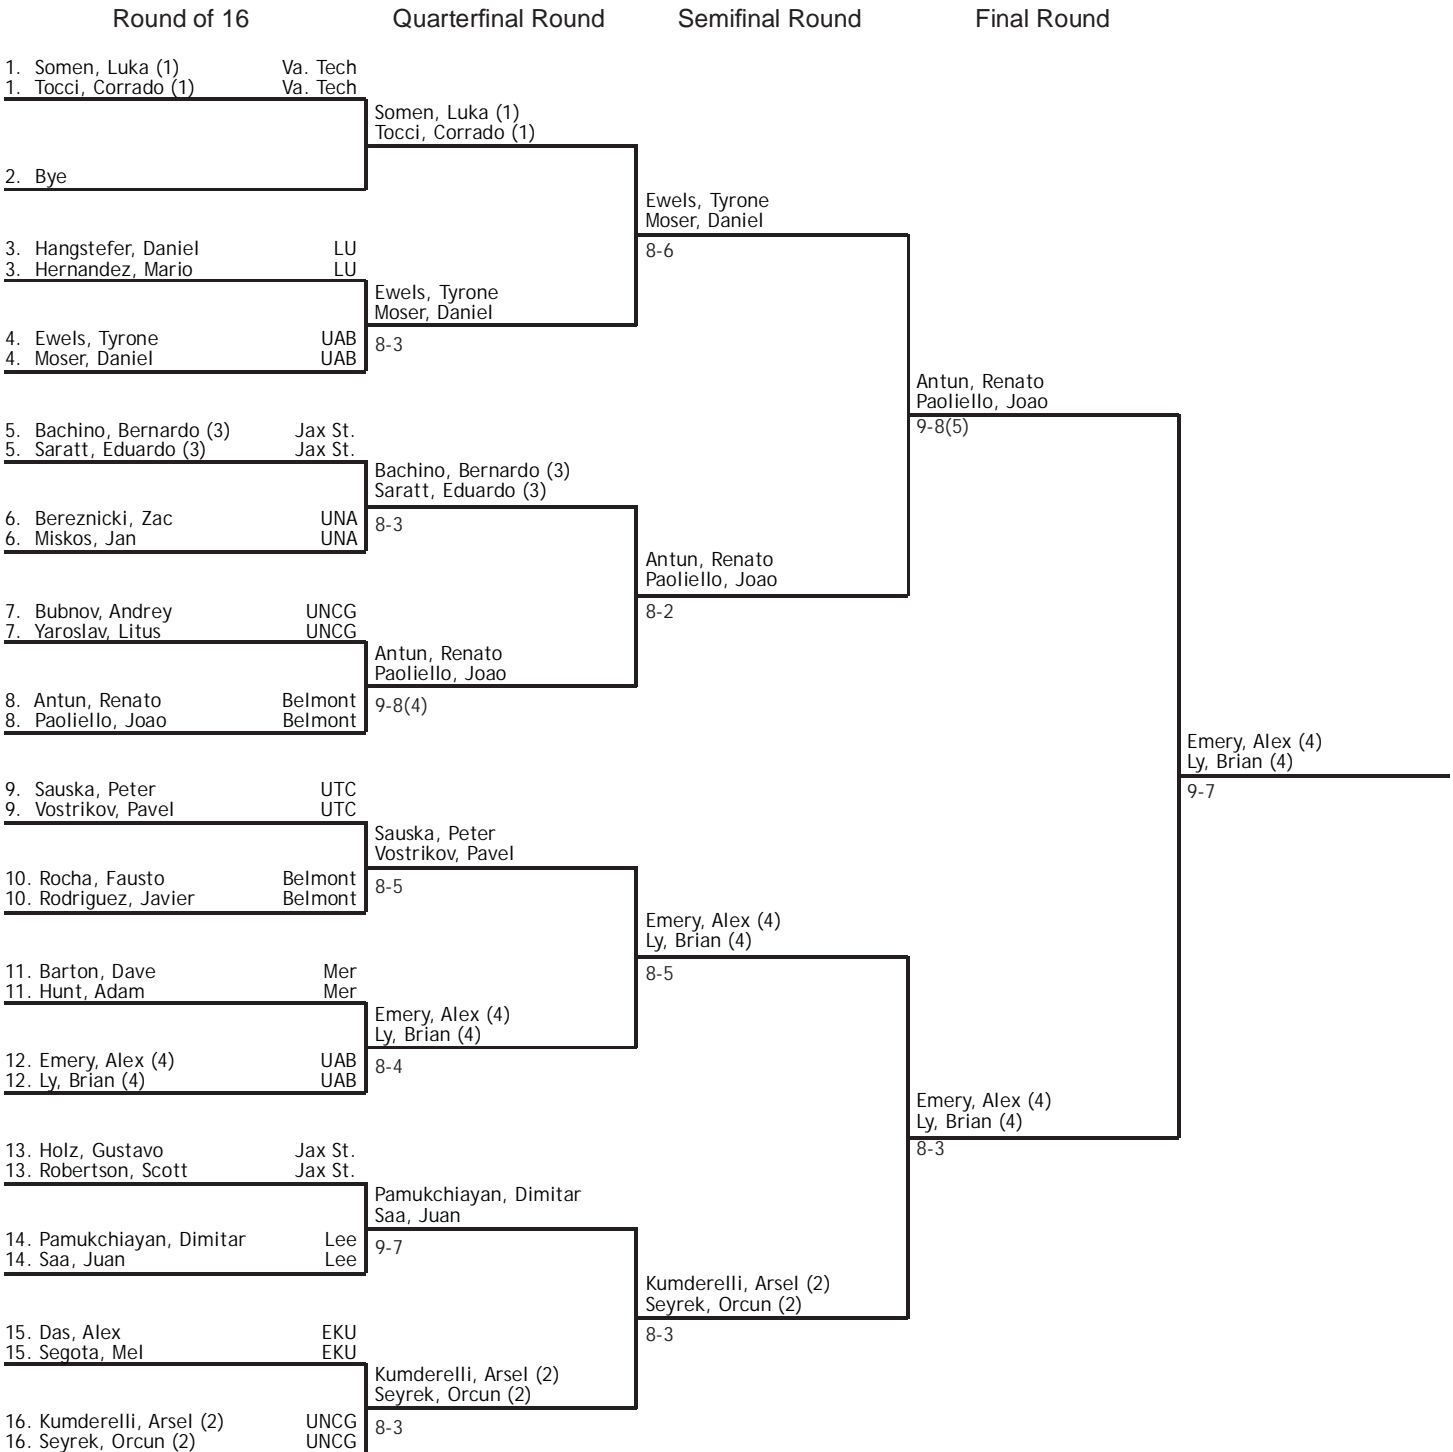 Round of 16
Quarterfinal Round
Semifinal Round
Final Round
1. Somen, Luka (1) Va. Tech
1. Tocci, Corrado (1) Va. Tech
2. Bye
3. Hangstefer, Daniel LU
3. Hernandez, Mario LU
4. Ewels, Tyrone UAB
4. Moser, Daniel UAB
5. Bachino, Bernardo (3) Jax St.
5. Saratt, Eduardo (3) Jax St.
6. Bereznicki, Zac UNA
6. Miskos, Jan UNA
7. Bubnov, Andrey UNCG
7. Yaroslav, Litus UNCG
8. Antun, Renato Belmont
8. Paoliello, Joao Belmont
9. Sauska, Peter UTC
9. Vostrikov, Pavel UTC
10. Rocha, Fausto Belmont
10. Rodriguez, Javier Belmont
11. Barton, Dave Mer
11. Hunt, Adam Mer
12. Emery, Alex (4) UAB
12. Ly, Brian (4) UAB
13. Holz, Gustavo Jax St.
13. Robertson, Scott Jax St.
14. Pamukchiayan, Dimitar Lee
14. Saa, Juan Lee
15. Das, Alex EKU
15. Segota, Mel EKU
16. Kumderelli, Arsel (2) UNCG
16. Seyrek, Orcun (2) UNCG
Somen, Luka (1)
Tocci, Corrado (1)
Ewels, Tyrone
Moser, Daniel
8-3
Bachino, Bernardo (3)
Saratt, Eduardo (3)
8-3
Antun, Renato
Paoliello, Joao
9-8(4)
Sauska, Peter
Vostrikov, Pavel
8-5
Emery, Alex (4)
Ly, Brian (4)
8-4
Pamukchiayan, Dimitar
Saa, Juan
9-7
Kumderelli, Arsel (2)
Seyrek, Orcun (2)
8-3
Ewels, Tyrone
Moser, Daniel
8-6
Antun, Renato
Paoliello, Joao
8-2
Emery, Alex (4)
Ly, Brian (4)
8-5
Kumderelli, Arsel (2)
Seyrek, Orcun (2)
8-3
Antun, Renato
Paoliello, Joao
9-8(5)
Emery, Alex (4)
Ly, Brian (4)
8-3
Emery, Alex (4)
Ly, Brian (4)
9-7